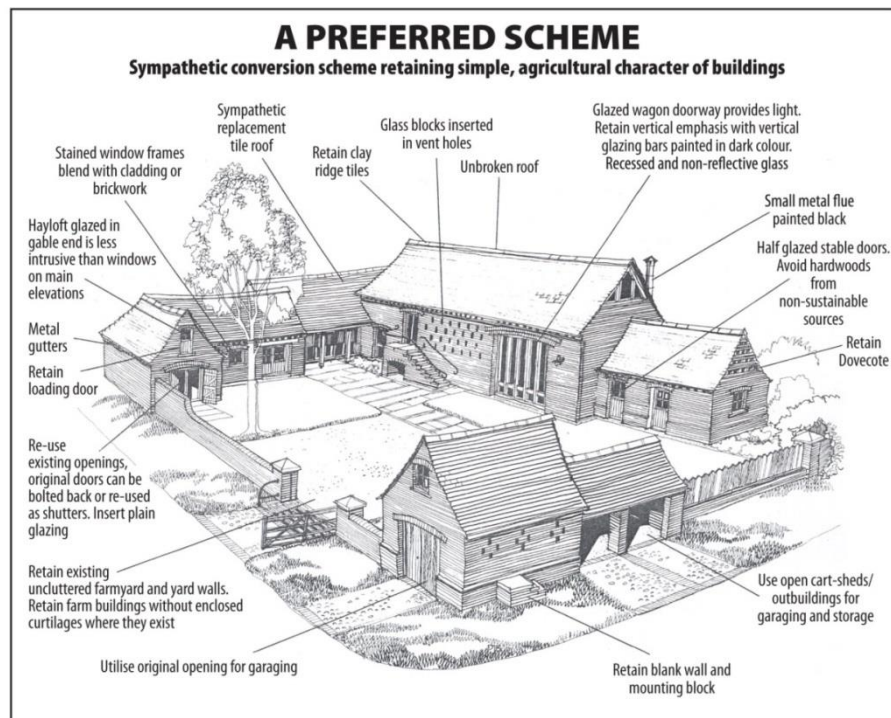 A PREFERRED SCHEME
Sympathetic conversion scheme retaining simple, agricultural character of buildings
Sympathetic
replacement
tile roof
Glass blocks inserted
in vent holes
Glazed wagon doorway provides light.
Retain vertical emphasis with vertical
glazing bars painted in dark colour.
Recessed and non-reflective glass
Stained window frames
blend with cladding or
brickwork
Retain clay
ridge tiles
Unbroken roof
Small metal flue
painted black
Hayloft glazed in
gable end is less
intrusive than windows
on main
elevations
Half glazed stable doors.
Avoid hardwoods
from
non-sustainable
sources
Metal
gutters
Retain
loading door
Retain
Dovecote
Re-use
existing openings,
original doors can be
bolted back or re-used
as shutters. Insert plain
glazing
Retain existing
uncluttered farmyard and yard walls.
Retain farm buildings without enclosed
curtilages where they exist
Use open cart-sheds/
outbuildings for
garaging and storage
Utilise original opening for garaging
Retain blank wall and
mounting block